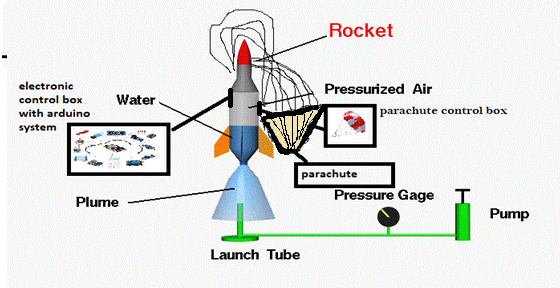 Rocket
electronic
control box
with arduino
system
Water
Pressurized Air
parachute control box
parachute
Plume
Pressure Gage
Pump
Launch Tube